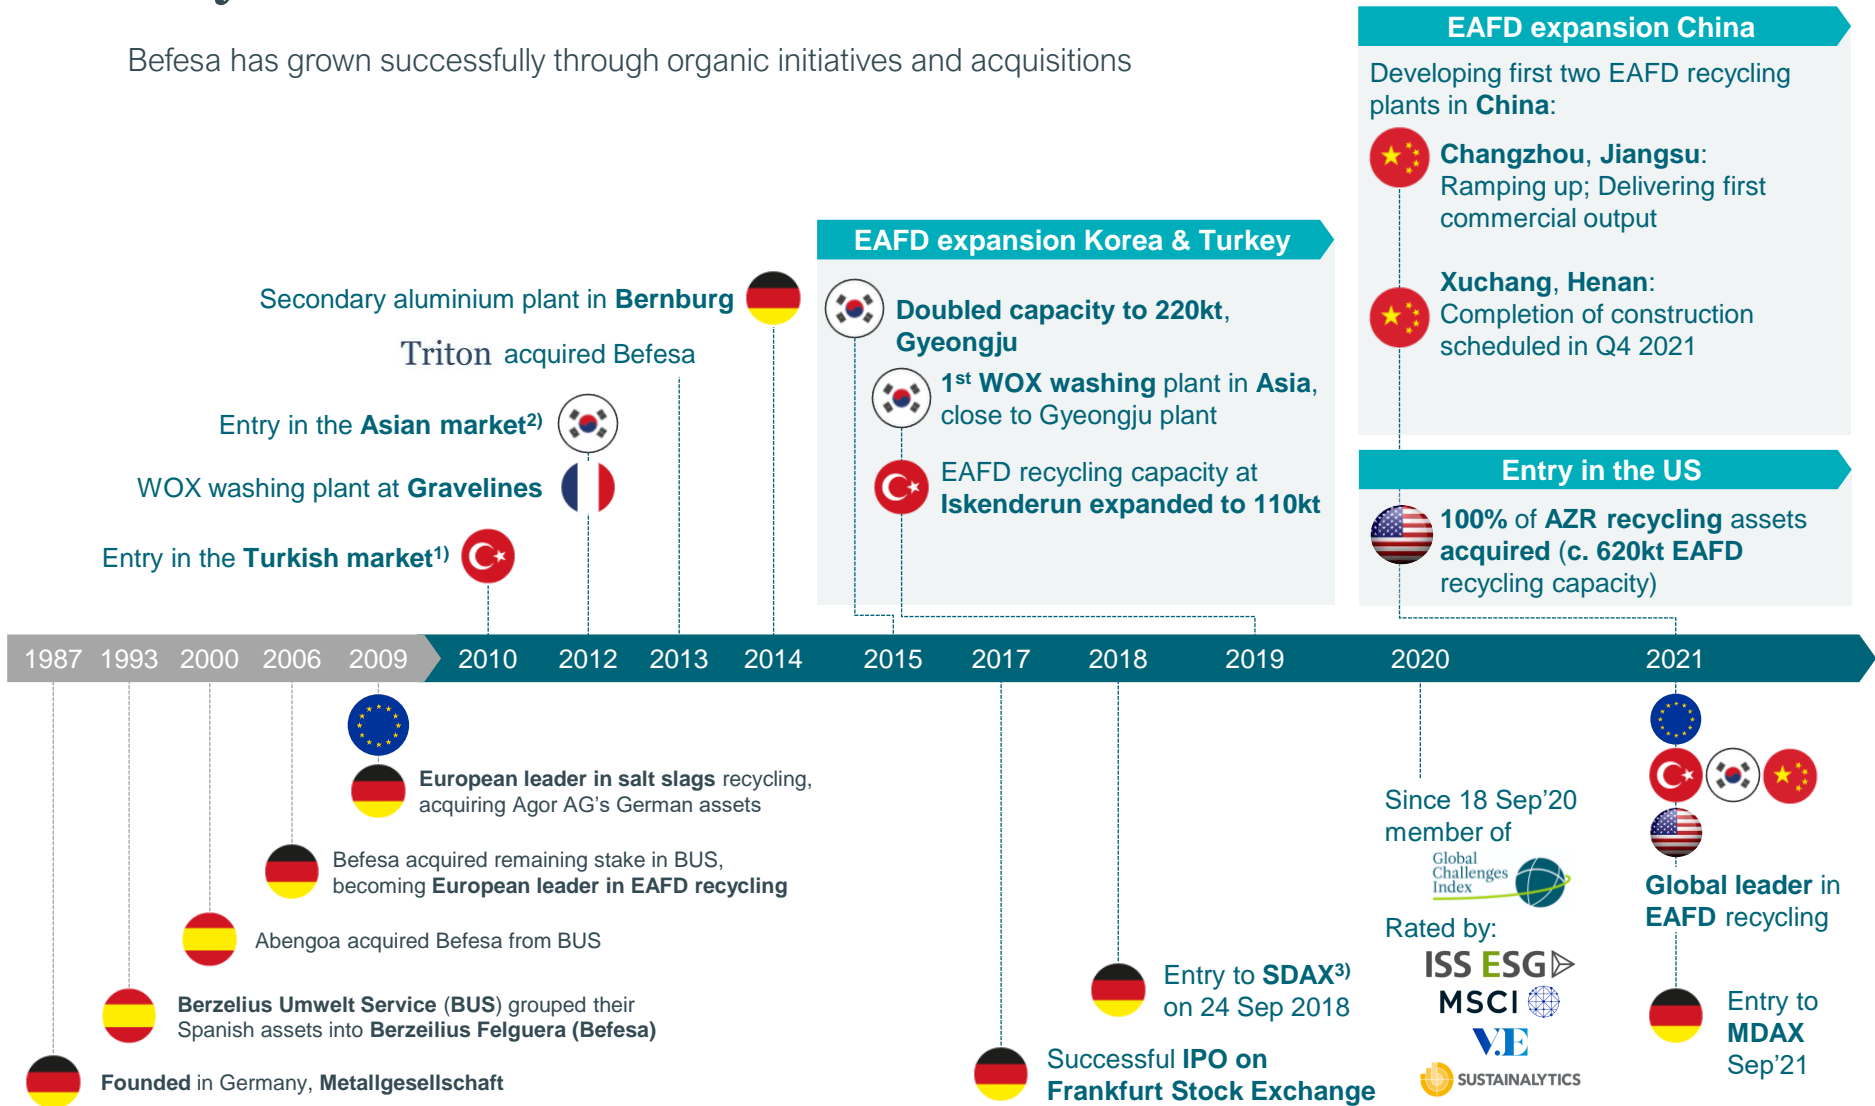 Befesa has grown successfully through organic initiatives and acquisitions
EAFD expansion China
Developing first two EAFD recycling
plants in China:
Changzhou, Jiangsu:
Ramping up; Delivering first
commercial output
Xuchang, Henan:
Completion of construction
scheduled in Q4 2021
EAFD expansion Korea & Turkey
Doubled capacity to 220kt,
Gyeongju
1st WOX washing plant in Asia,
close to Gyeongju plant
EAFD recycling capacity at
Iskenderun expanded to 110kt
Entry in the US
100% of AZR recycling assets
acquired (c. 620kt EAFD
recycling capacity)
Secondary aluminium plant in Bernburg
Triton acquired Befesa
Entry in the Asian market2)
WOX washing plant at Gravelines
Entry in the Turkish market1)
1987 1993 2000 2006 2009 2010 2012 2013 2014 2015 2017 2018 2019 2020 2021
European leader in salt slags recycling,
acquiring Agor AG's German assets
Befesa acquired remaining stake in BUS,
becoming European leader in EAFD recycling
Abengoa acquired Befesa from BUS
Berzelius Umwelt Service (BUS) grouped their
Spanish assets into Berzeilius Felguera (Befesa)
Founded in Germany, Metallgesellschaft
Successful IPO on
Frankfurt Stock Exchange
Entry to SDAX3)
on 24 Sep 2018
Since 18 Sep'20
member of
Global
Challenges
Index
Rated by:
ISS ESG
MSCI
V.E
SUSTAINALYTICS
Global leader in
EAFD recycling
Entry to
MDAX
Sep'21